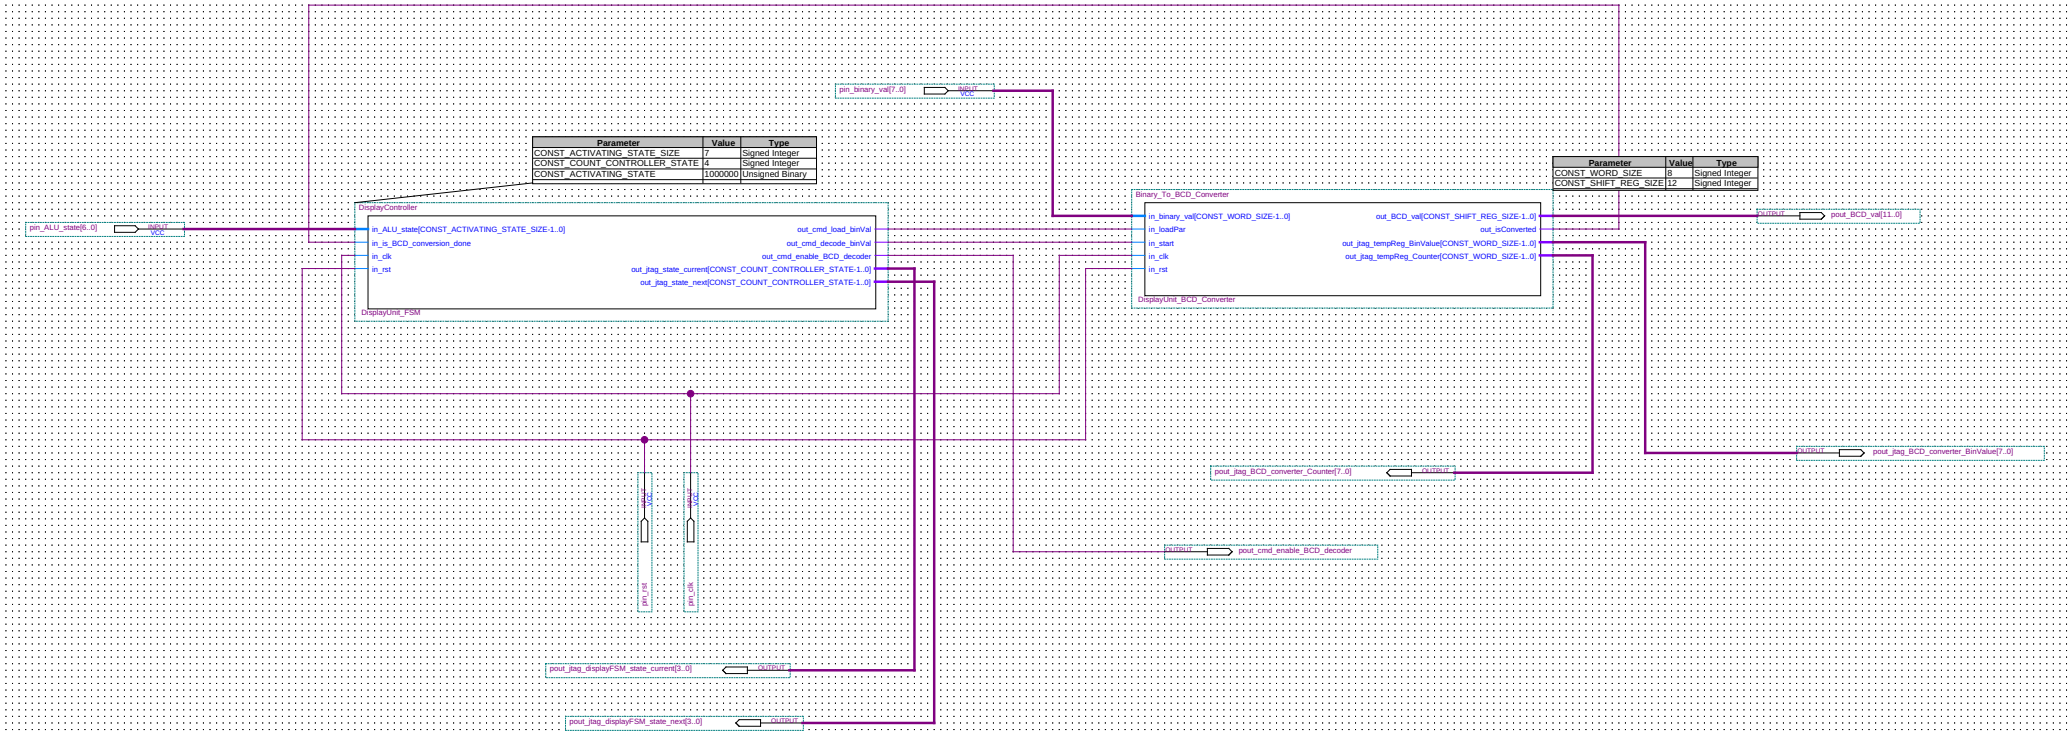 pin_binary_val[7..0] INPUT
VCC
Parameter Value Type
CONST_ACTIVATING_STATE_SIZE 7 Signed Integer
CONST_COUNT_CONTROLLER_STATE 4 Signed Integer
CONST_ACTIVATING_STATE 1000000 Unsigned Binary
Parameter Value Type
CONST_WORD_SIZE 8 Signed Integer
CONST_SHIFT_REG_SIZE 12 Signed Integer
pin_ALU_state[6..0] INPUT
VCC
DisplayController
in_ALU_state[CONST_ACTIVATING_STATE_SIZE-1..0] out_cmd_load_binVal
in_is_BCD_conversion_done out_cmd_decode_binVal
in_clk out_cmd_enable_BCD_decoder
in_rst out_jtag_state_current[CONST_COUNT_CONTROLLER_STATE-1..0]
out_jtag_state_next[CONST_COUNT_CONTROLLER_STATE-1..0]
DisplayUnit_FSM
Binary_To_BCD_Converter
in_binary_val[CONST_WORD_SIZE-1..0] out_BCD_val[CONST_SHIFT_REG_SIZE-1..0]
in_loadPar out_isConverted
in_start out_jtag_tempReg_BinValue[CONST_WORD_SIZE-1..0]
in_clk out_jtag_tempReg_Counter[CONST_WORD_SIZE-1..0]
in_rst
DisplayUnit_BCD_Converter
OUTPUT pout_BCD_val[11..0]
OUTPUT pout_jtag_BCD_converter_BinValue[7..0]
pout_jtag_BCD_converter_Counter[7..0] OUTPUT
INPUT
VCC
pin_rst
INPUT
VCC
pin_clk
OUTPUT pout_cmd_enable_BCD_decoder
pout_jtag_displayFSM_state_current[3..0] OUTPUT
pout_jtag_displayFSM_state_next[3..0] OUTPUT